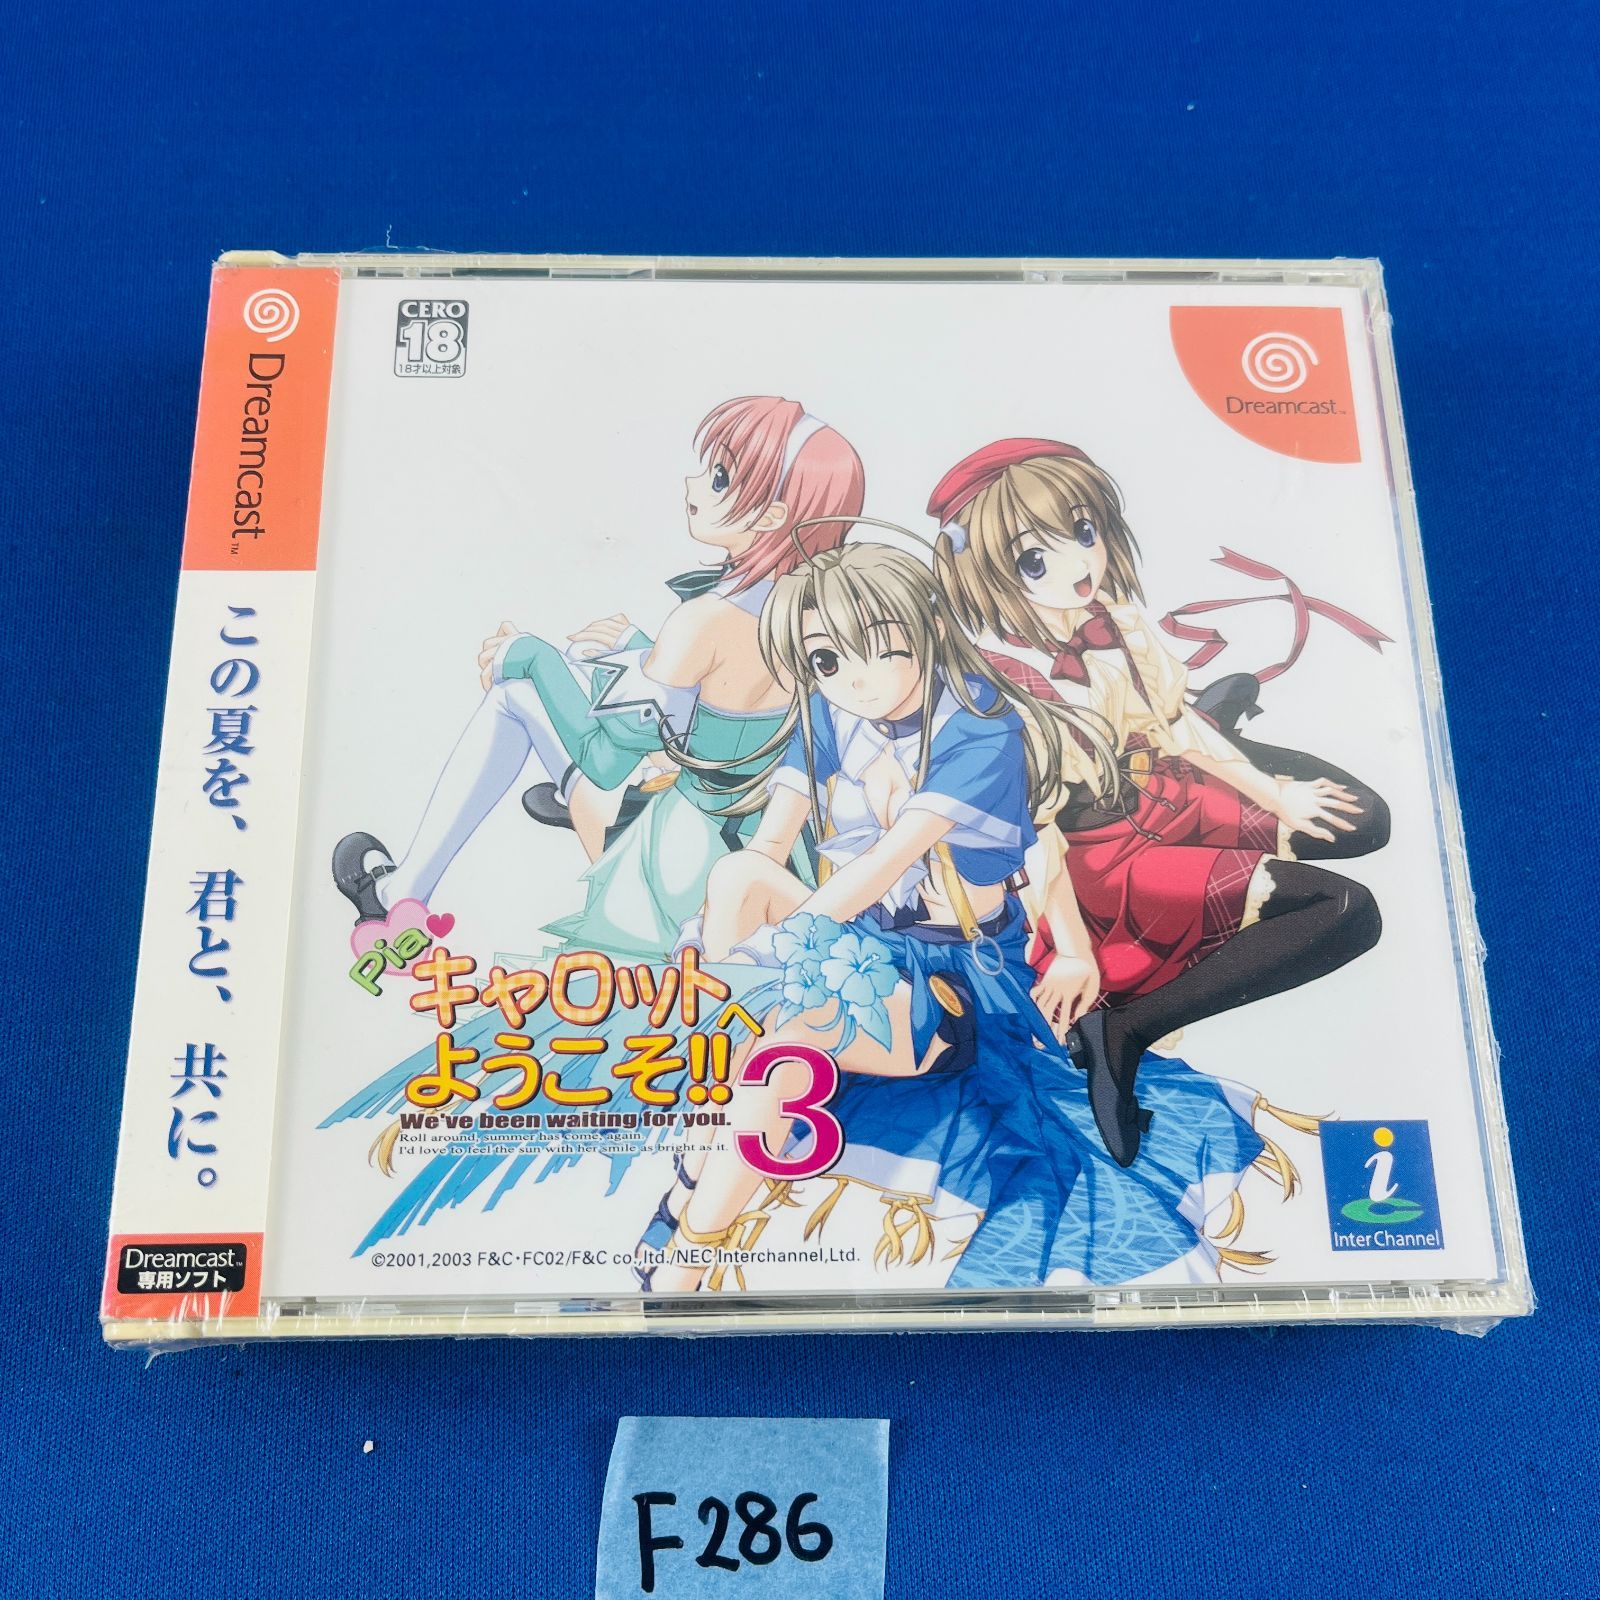 Dreamcast™
この夏を、君と、共に。
Dreamcast™
専用ソフト
CERO
18
18才以上対象
Dreamcast™
Pia
キャロットへ
ようこそ!!
3
We've been waiting for you.
Roll around, summer has come, again.
I'd love to feel the sun with her smile as bright as it.
©2001,2003 F&C・FC02/F&C co.,ltd./NEC Interchannel,Ltd.
i
Inter Channel
F286